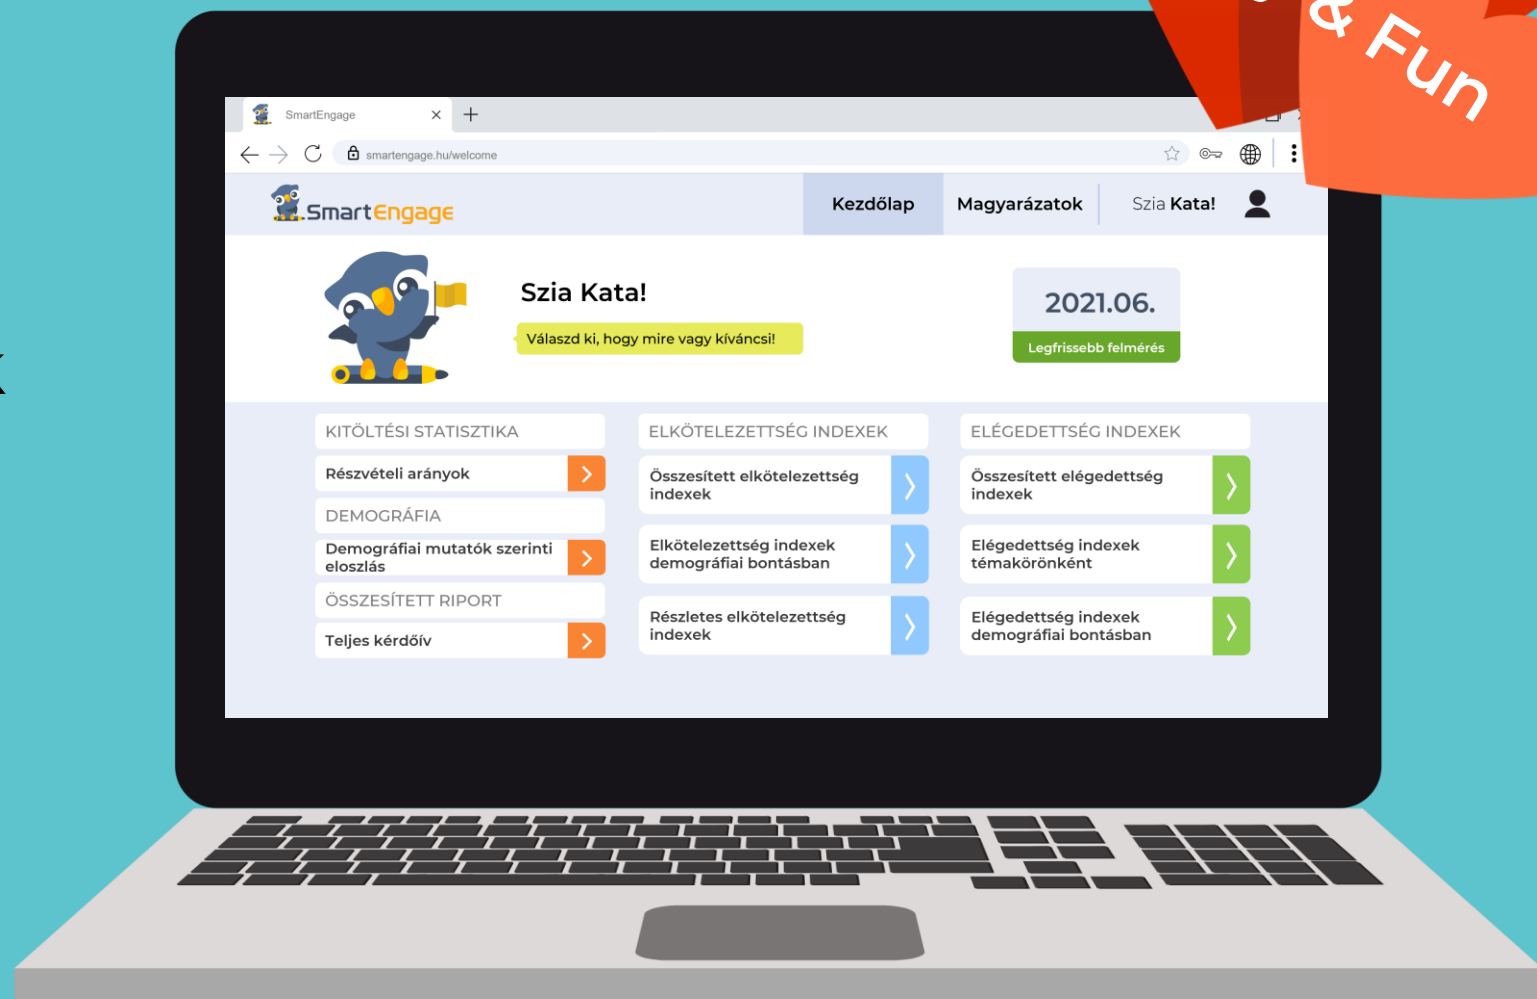 & Fun
SmartEngage
smartengage.hu/welcome
SmartEngage
Kezdőlap
Magyarázatok
Szia Kata!
Szia Kata!
Válaszd ki, hogy mire vagy kíváncsi!
2021.06.
Legfrissebb felmérés
KITÖLTÉSI STATISZTIKA
Részvételi arányok
DEMOGRÁFIA
Demográfiai mutatók szerinti
eloszlás
ÖSSZESÍTETT RIPORT
Teljes kérdőív
ELKÖTELEZETTSÉG INDEXEK
Összesített elkötelezettség
indexek
Elkötelezettség indexek
demográfiai bontásban
Részletes elkötelezettség
indexek
ELÉGEDETTSÉG INDEXEK
Összesített elégedettség
indexek
Elégedettség indexek
témakörönként
Elégedettség indexek
demográfiai bontásban